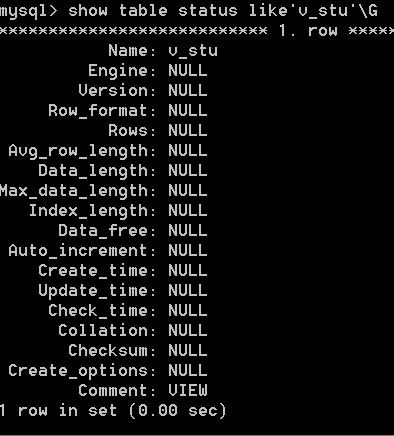 mysql> show table status like'v_stu'\G
*************************** 1. row *****
Name: v_stu
Engine: NULL
Version: NULL
Row_format: NULL
Rows: NULL
Avg_row_length: NULL
Data_length: NULL
Max_data_length: NULL
Index_length: NULL
Data_free: NULL
Auto_increment: NULL
Create_time: NULL
Update_time: NULL
Check_time: NULL
Collation: NULL
Checksum: NULL
Create_options: NULL
Comment: VIEW
1 row in set (0.00 sec)